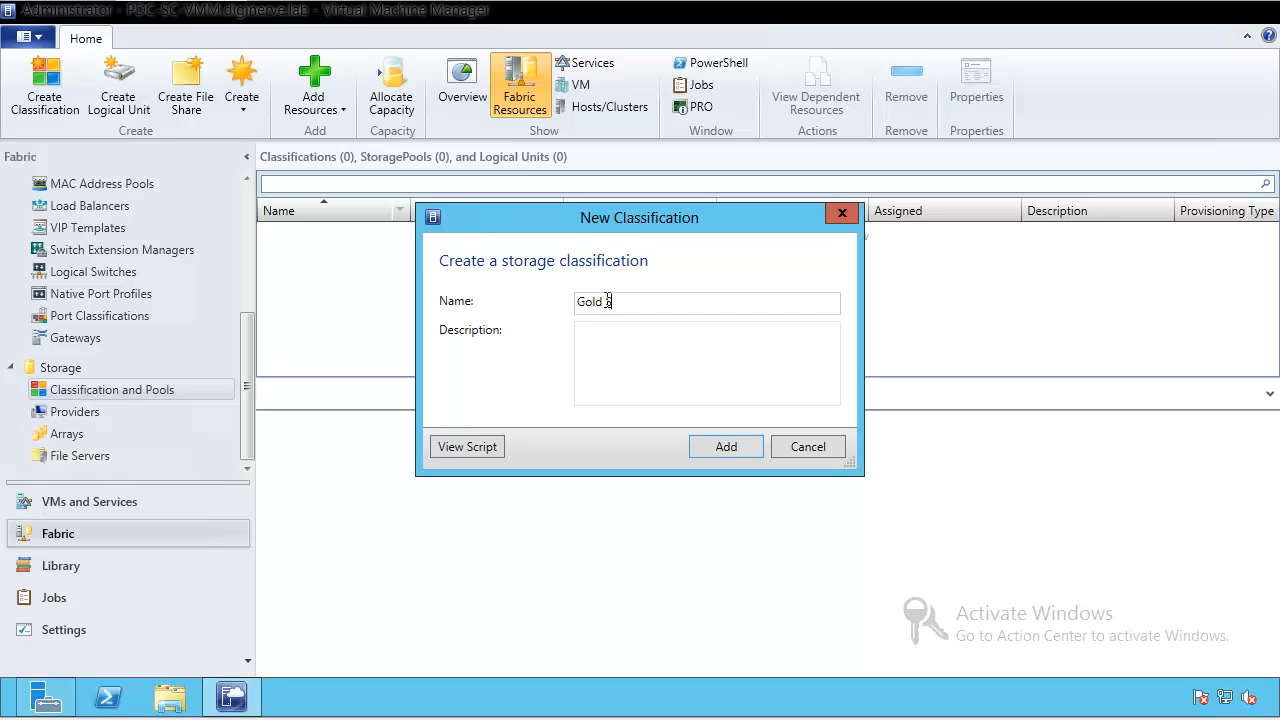 Administrator - PDC-SC-VMM.diginerve.lab - Virtual Machine Manager
Home
Create Classification
Create Logical Unit
Create File Share
Create
Create
Add Resources
Add
Allocate Capacity
Capacity
Overview
Fabric Resources
Services
VM
Hosts/Clusters
Show
PowerShell
Jobs
PRO
Window
View Dependent Resources
Actions
Remove
Remove
Properties
Properties
Fabric
MAC Address Pools
Load Balancers
VIP Templates
Switch Extension Managers
Logical Switches
Native Port Profiles
Port Classifications
Gateways
Storage
Classification and Pools
Providers
Arrays
File Servers
VMs and Services
Fabric
Library
Jobs
Settings
Classifications (0), StoragePools (0), and Logical Units (0)
Name
Assigned
Description
Provisioning Type
New Classification
Create a storage classification
Name:
Gold
Description:
View Script
Add
Cancel
Activate Windows
Go to Action Center to activate Windows.